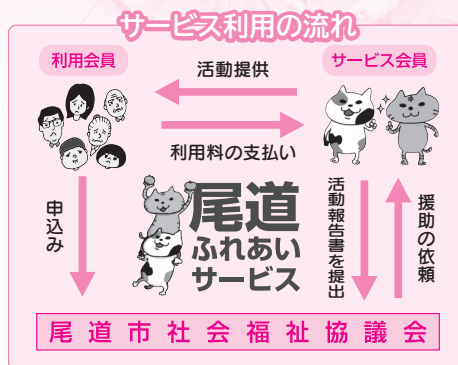 サービス利用の流れ
利用会員
サービス会員
活動提供
利用料の支払い
申込み
尾道
ふれあい
サービス
活動報告書を提出
援助の依頼
尾道市社会福祉協議会